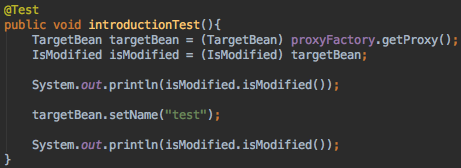 @Test
public void introductionTest(){
    TargetBean targetBean = (TargetBean) proxyFactory.getProxy();
    IsModified isModified = (IsModified) targetBean;
    System.out.println(isModified.isModified());
    targetBean.setName("test");
    System.out.println(isModified.isModified());
}